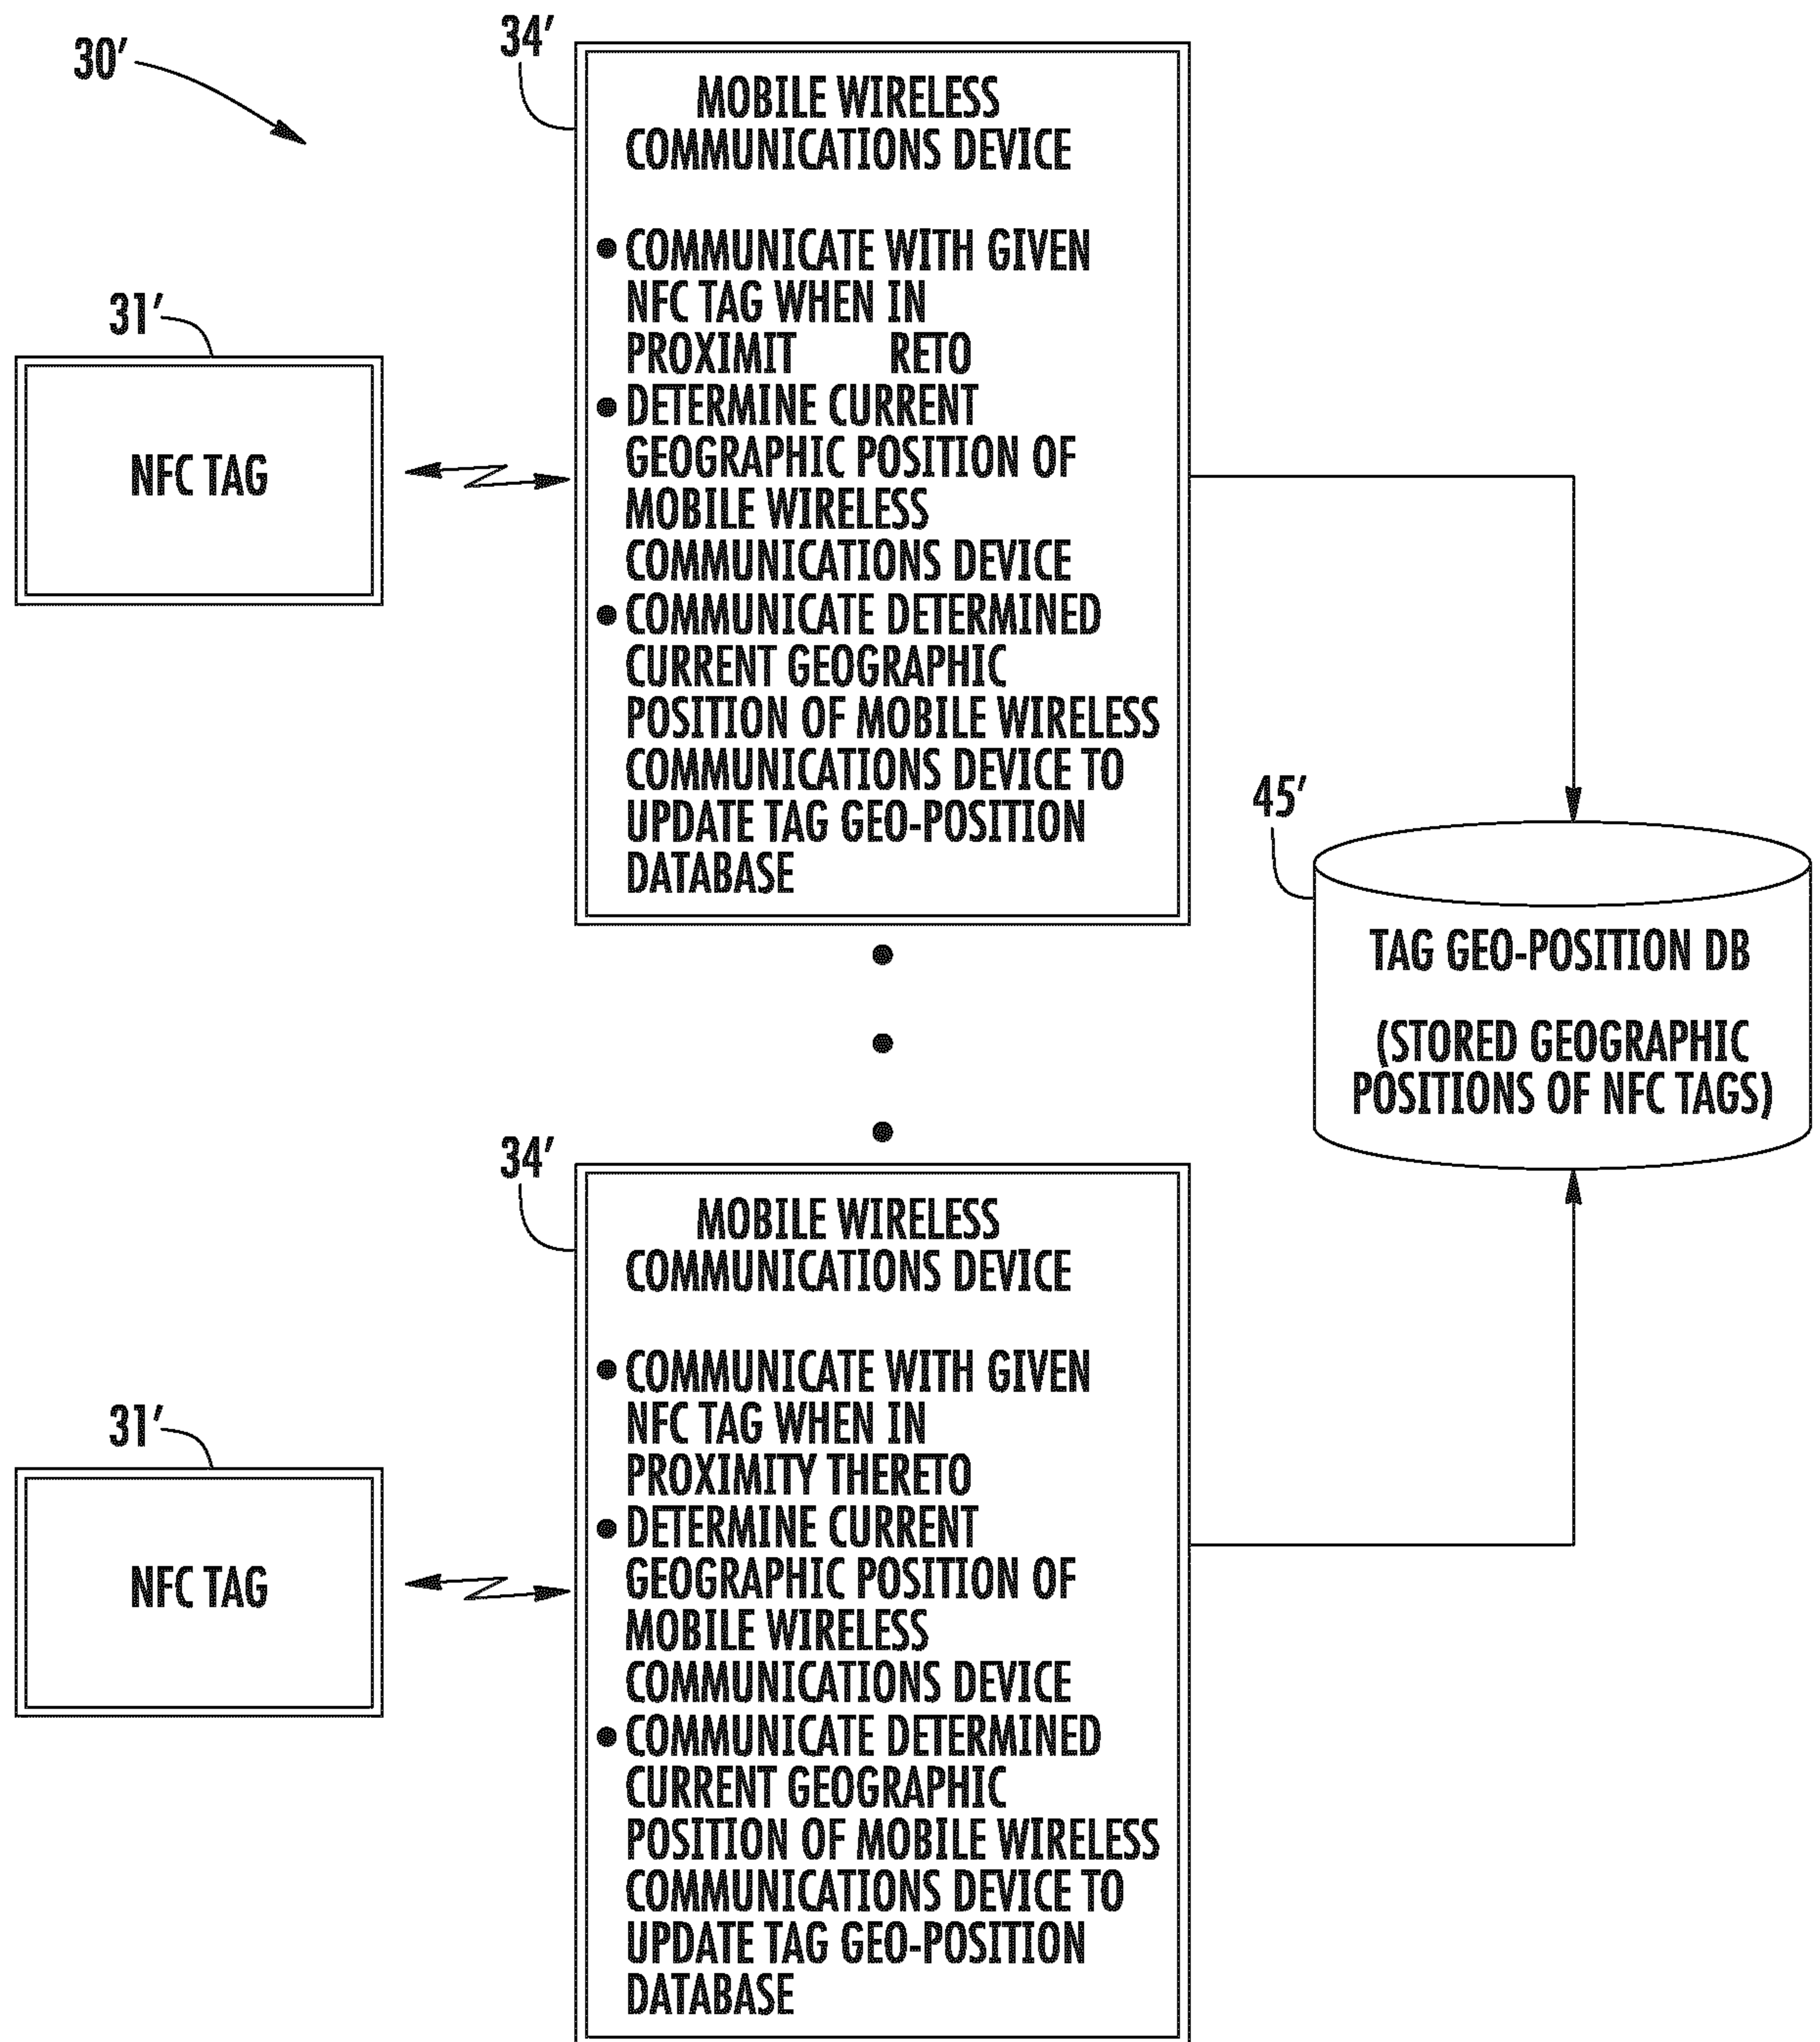 30'
34'
MOBILE WIRELESS
COMMUNICATIONS DEVICE
• COMMUNICATE WITH GIVEN
NFC TAG WHEN IN
PROXIMIT RETO
• DETERMINE CURRENT
GEOGRAPHIC POSITION OF
MOBILE WIRELESS
COMMUNICATIONS DEVICE
• COMMUNICATE DETERMINED
CURRENT GEOGRAPHIC
POSITION OF MOBILE WIRELESS
COMMUNICATIONS DEVICE TO
UPDATE TAG GEO-POSITION
DATABASE
31'
NFC TAG
45'
TAG GEO-POSITION DB
(STORED GEOGRAPHIC
POSITIONS OF NFC TAGS)
34'
MOBILE WIRELESS
COMMUNICATIONS DEVICE
• COMMUNICATE WITH GIVEN
NFC TAG WHEN IN
PROXIMITY THERETO
• DETERMINE CURRENT
GEOGRAPHIC POSITION OF
MOBILE WIRELESS
COMMUNICATIONS DEVICE
• COMMUNICATE DETERMINED
CURRENT GEOGRAPHIC
POSITION OF MOBILE WIRELESS
COMMUNICATIONS DEVICE TO
UPDATE TAG GEO-POSITION
DATABASE
31'
NFC TAG